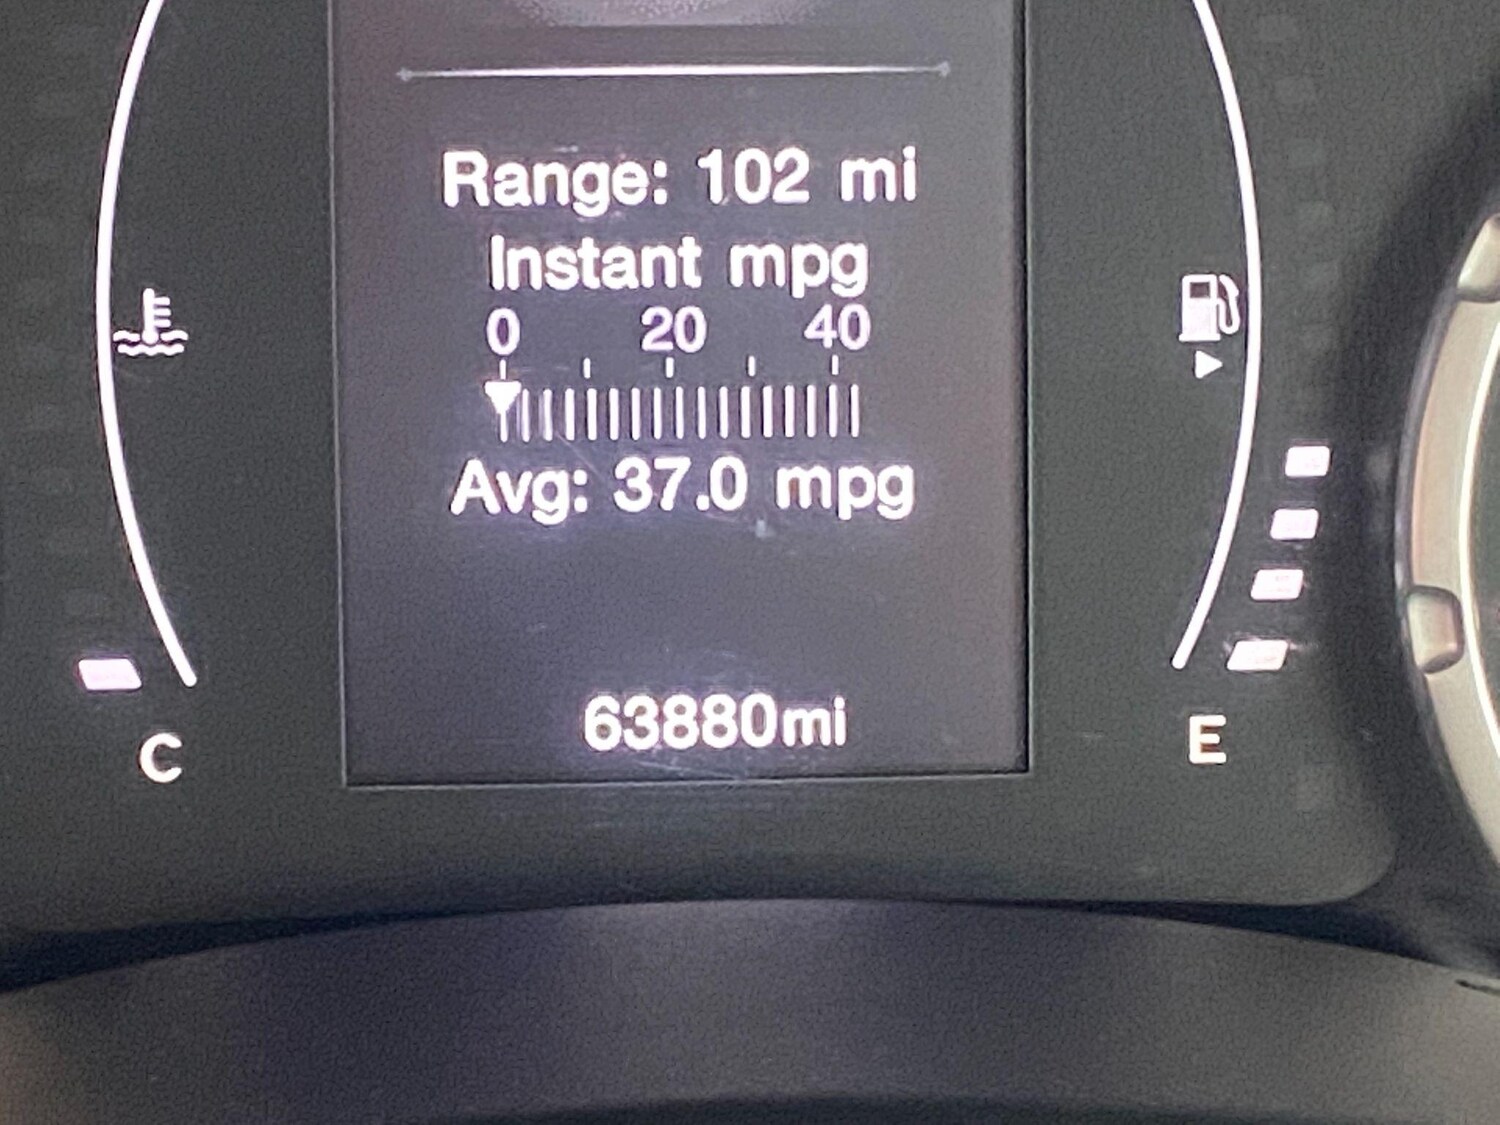 Range: 102 mi
Instant mpg
0 20 40
Avg: 37.0 mpg
63880mi
C
E